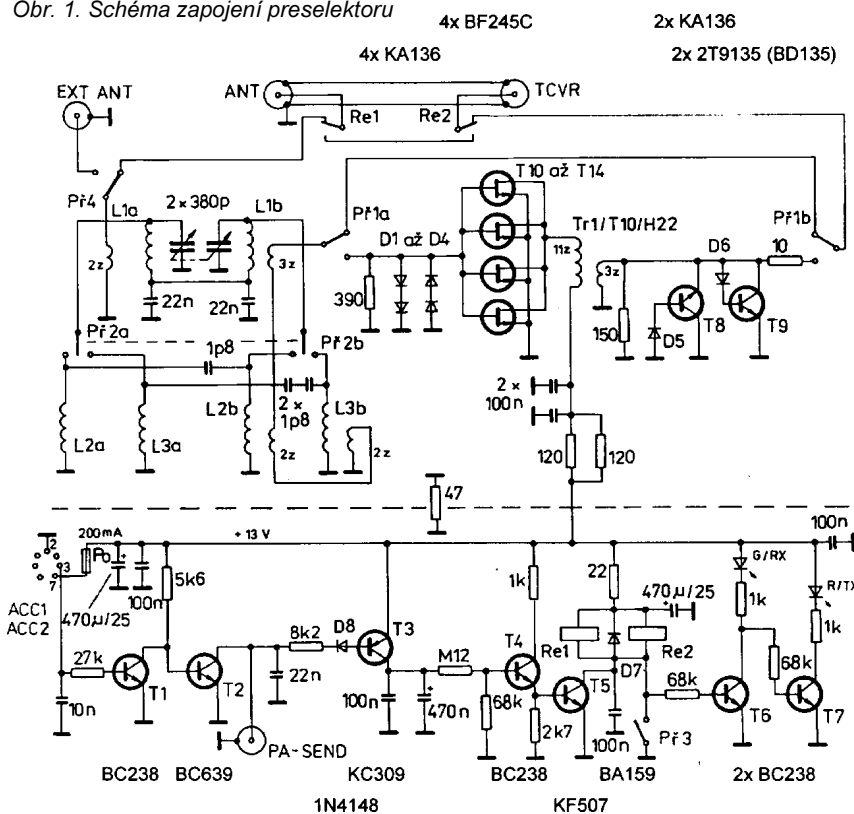 Obr. 1. Schéma zapojení preselektoru
4x BF245C 2x KA136
4x KA136 2x 2T9135 (BD135)
EXT ANT ANT TCVR
Re1 Re2
Př4 L1a 2×380p L1b Př1a T10 až T14 Př1b
D1 až D4 Tr1/T10/H22
2z 3z 11z 3z D6 10
22n 22n 390 150 D5 T8 T9
Př2a Př2b
1p8
2 × 1p8
2 × 100n
L2a L3a L2b 2z L3b 2z
120 120
47
2 3 7
200mA Po + 13 V 100n
ACC1
ACC2
470µ/25 100n 5k6 1k 22 470µ/25 G/RX 1k R/TX 1k
8k2 D8 T3 M12 T4 Re1 Re2
27k T1 T2 22n 68k T5 D7 68k 68k T6 T7
10n 100n 470n 2k7 100n Př3
PA-SEND
BC238 BC639 KC309 BC238 BA159 2x BC238
1N4148 KF507